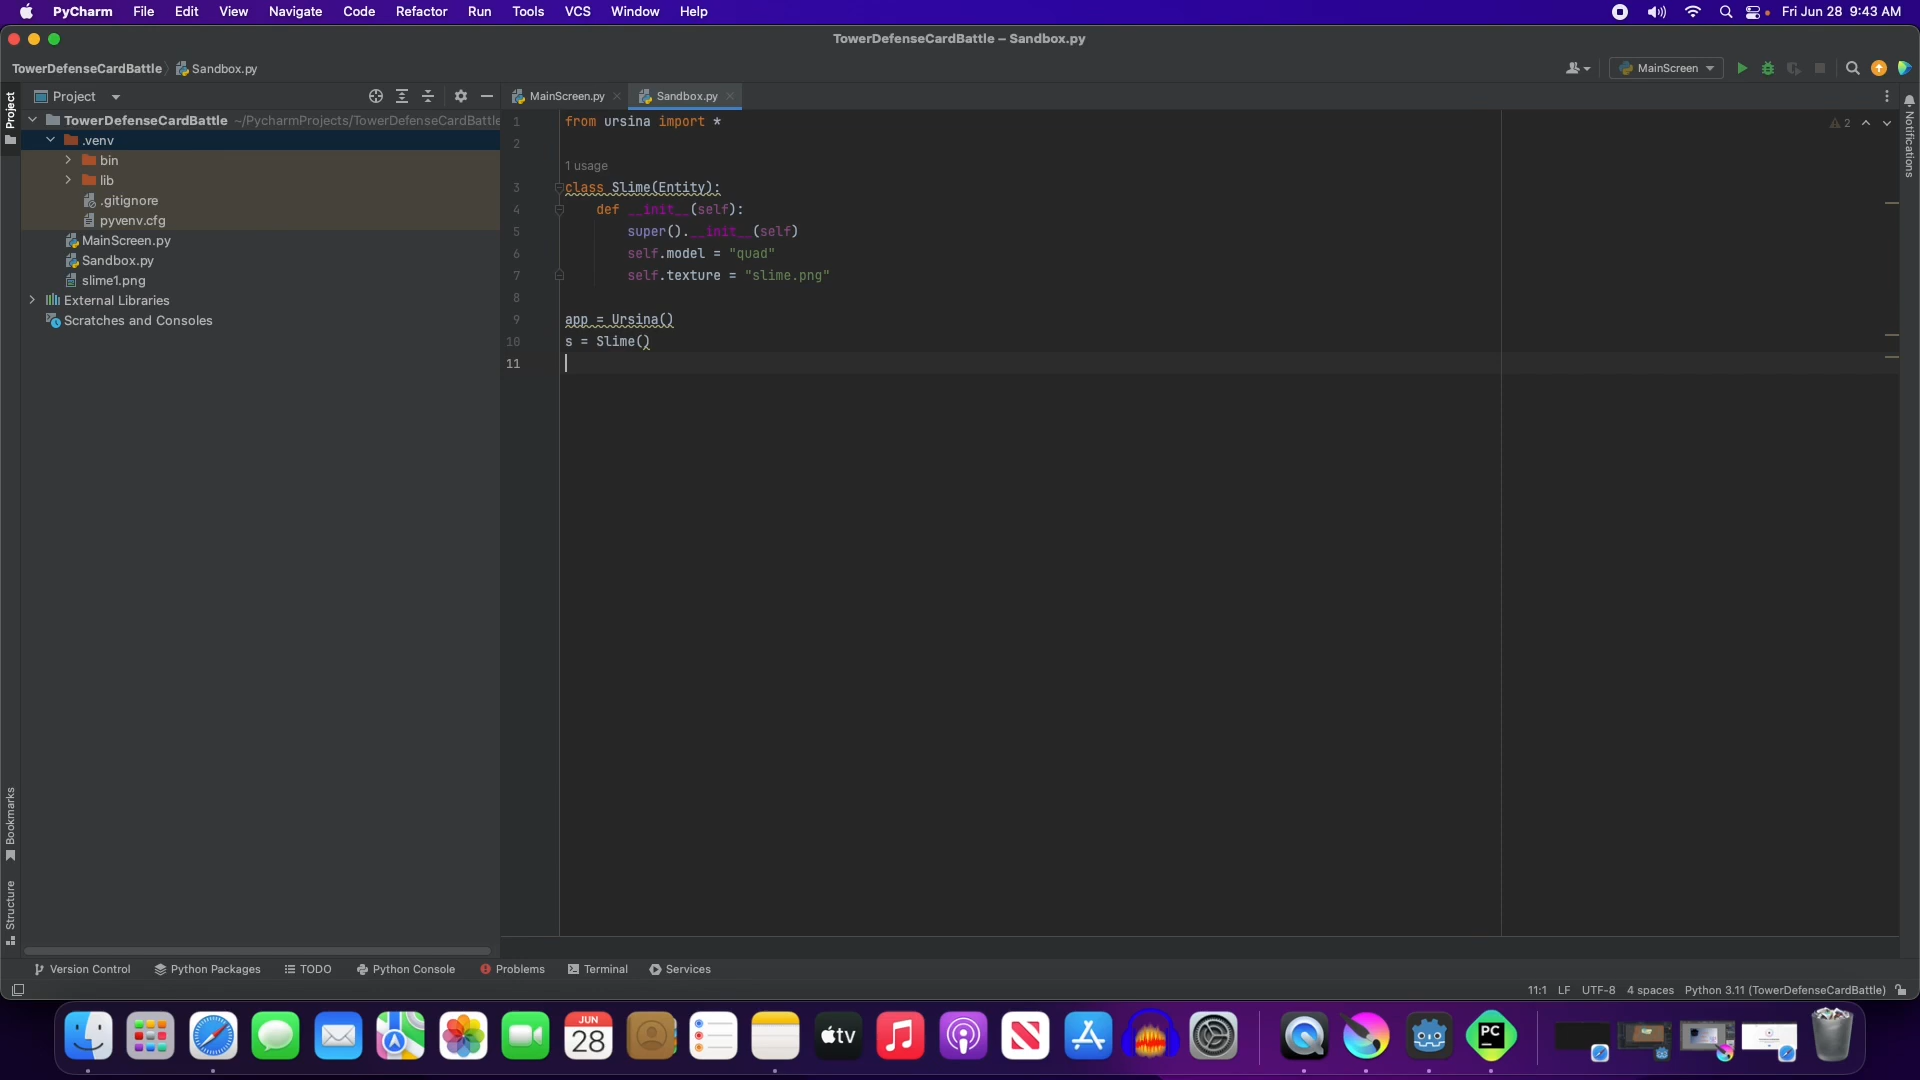 PyCharm File Edit View Navigate Code Refactor Run Tools VCS Window Help Fri Jun 28 9:43 AM
TowerDefenseCardBattle – Sandbox.py
TowerDefenseCardBattle Sandbox.py MainScreen
Project MainScreen.py Sandbox.py
Project
Notifications
Bookmarks
Structure
TowerDefenseCardBattle ~/PycharmProjects/TowerDefenseCardBattle
.venv
bin
lib
.gitignore
pyvenv.cfg
MainScreen.py
Sandbox.py
slime1.png
External Libraries
Scratches and Consoles
1 from ursina import * 2
2
1 usage
3 class Slime(Entity):
4 def __init__(self):
5 super().__init__(self)
6 self.model = "quad"
7 self.texture = "slime.png"
8
9 app = Ursina()
10 s = Slime()
11
Version Control Python Packages TODO Python Console Problems Terminal Services
11:1 LF UTF-8 4 spaces Python 3.11 (TowerDefenseCardBattle)
JUN
28
tv
PC